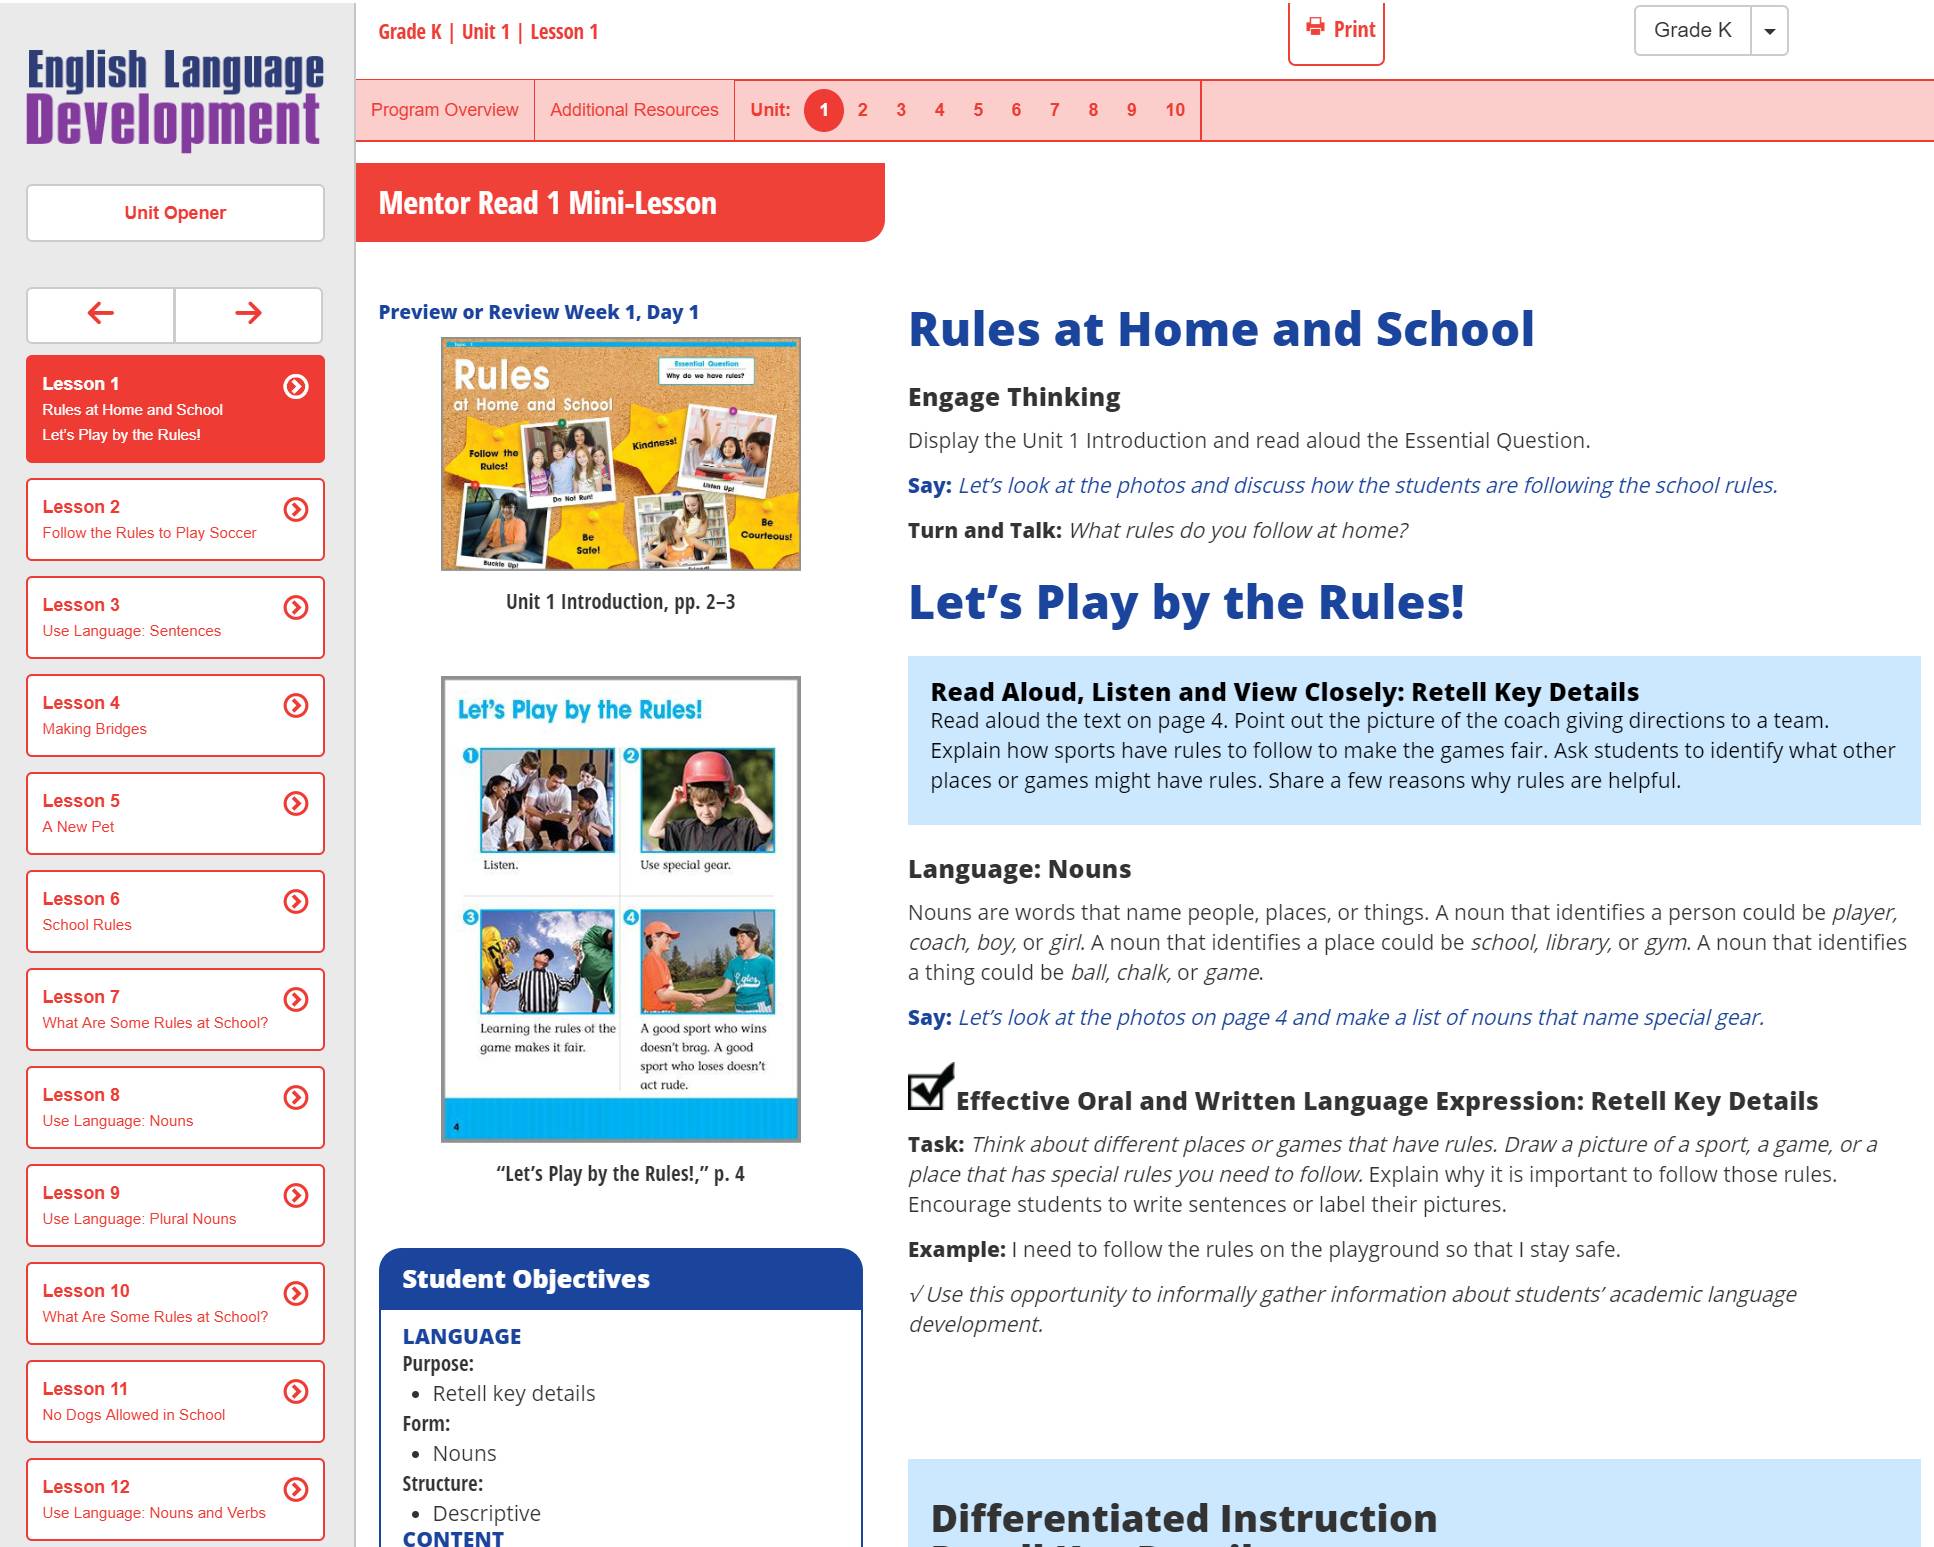 English Language
Development
Unit Opener
Lesson 1
Rules at Home and School
Let's Play by the Rules!
Lesson 2
Follow the Rules to Play Soccer
Lesson 3
Use Language: Sentences
Lesson 4
Making Bridges
Lesson 5
A New Pet
Lesson 6
School Rules
Lesson 7
What Are Some Rules at School?
Lesson 8
Use Language: Nouns
Lesson 9
Use Language: Plural Nouns
Lesson 10
What Are Some Rules at School?
Lesson 11
No Dogs Allowed in School
Lesson 12
Use Language: Nouns and Verbs
Grade K | Unit 1 | Lesson 1
Print
Grade K
Program Overview
Additional Resources
Unit: 1 2 3 4 5 6 7 8 9 10
Mentor Read 1 Mini-Lesson
Preview or Review Week 1, Day 1
Rules
at Home and School
Essential Question
Why do we have rules?
Follow the
Rules!
Do Not Run!
Kindness!
Listen Up!
Buckle Up!
Be
Safe!
Be
Courteous!
Unit 1 Introduction, pp. 2–3
Let's Play by the Rules!
1
Listen.
2
Use special gear.
3
Learning the rules of the
game makes it fair.
4
A good sport who wins
doesn't brag. A good
sport who loses doesn't
act rude.
4
“Let's Play by the Rules!,” p. 4
Student Objectives
LANGUAGE
Purpose:
• Retell key details
Form:
• Nouns
Structure:
• Descriptive
CONTENT
Rules at Home and School
Engage Thinking
Display the Unit 1 Introduction and read aloud the Essential Question.
Say: Let’s look at the photos and discuss how the students are following the school rules.
Turn and Talk: What rules do you follow at home?
Let’s Play by the Rules!
Read Aloud, Listen and View Closely: Retell Key Details
Read aloud the text on page 4. Point out the picture of the coach giving directions to a team.
Explain how sports have rules to follow to make the games fair. Ask students to identify what other
places or games might have rules. Share a few reasons why rules are helpful.
Language: Nouns
Nouns are words that name people, places, or things. A noun that identifies a person could be player,
coach, boy, or girl. A noun that identifies a place could be school, library, or gym. A noun that identifies
a thing could be ball, chalk, or game.
Say: Let’s look at the photos on page 4 and make a list of nouns that name special gear.
Effective Oral and Written Language Expression: Retell Key Details
Task: Think about different places or games that have rules. Draw a picture of a sport, a game, or a
place that has special rules you need to follow. Explain why it is important to follow those rules.
Encourage students to write sentences or label their pictures.
Example: I need to follow the rules on the playground so that I stay safe.
√ Use this opportunity to informally gather information about students’ academic language
development.
Differentiated Instruction